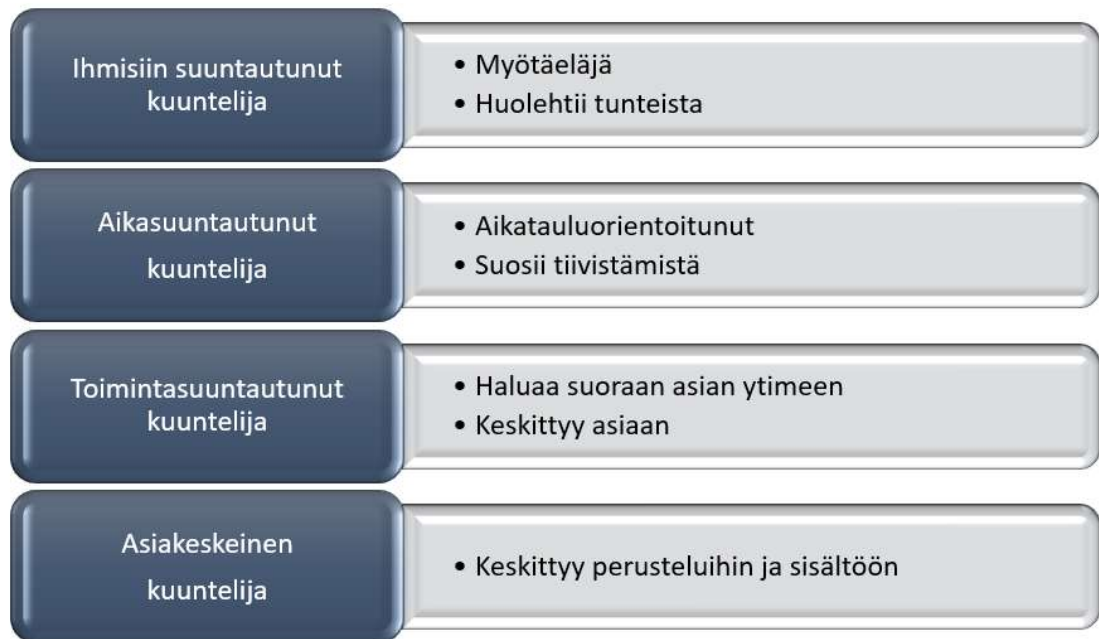 Ihmisiin suuntautunut
kuuntelija
• Myötäeläjä
• Huolehtii tunteista
Aikasuuntautunut
kuuntelija
• Aikatauluorientoitunut
• Suosii tiivistämistä
Toimintasuuntautunut
kuuntelija
• Haluaa suoraan asian ytimeen
• Keskittyy asiaan
Asiakeskeinen
kuuntelija
• Keskittyy perusteluihin ja sisältöön